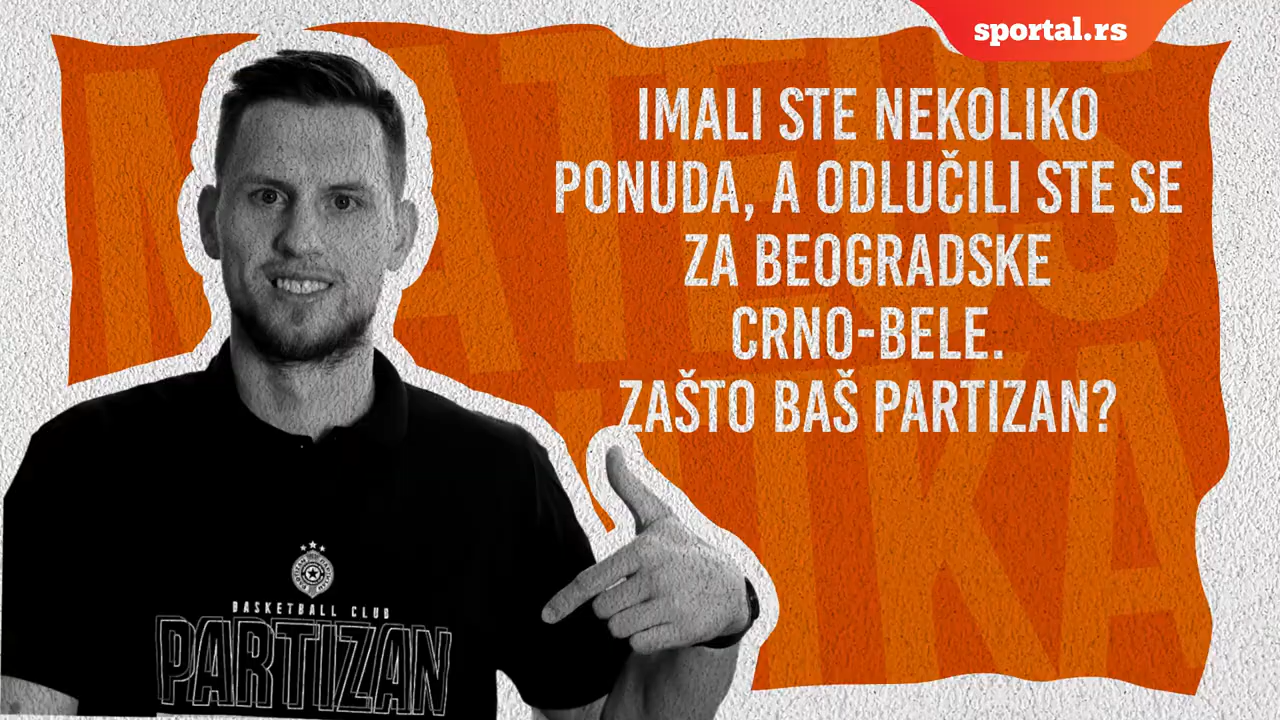 sportal.rs
IMALI STE NEKOLIKO
PONUDA, A ODLUČILI STE SE
ZA BEOGRADSKE
CRNO-BELE.
ZAŠTO BAŠ PARTIZAN?
BASKETBALL CLUB
PARTIZAN